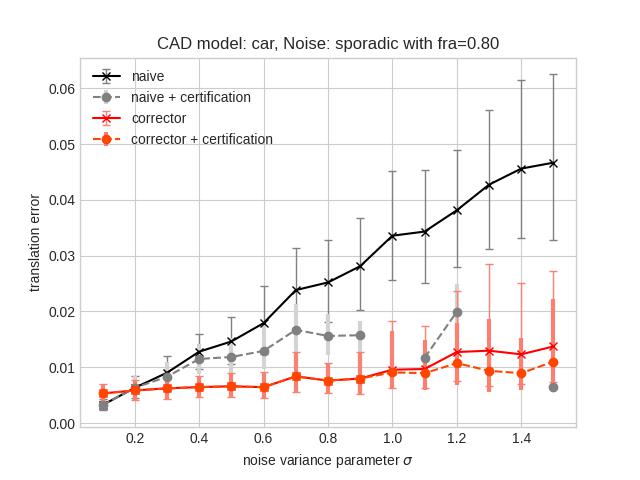 CAD model: car, Noise: sporadic with fra=0.80
naive
naive + certification
corrector
corrector + certification
translation error
0.06
0.05
0.04
0.03
0.02
0.01
0.00
0.2 0.4 0.6 0.8 1.0 1.2 1.4
noise variance parameter σ